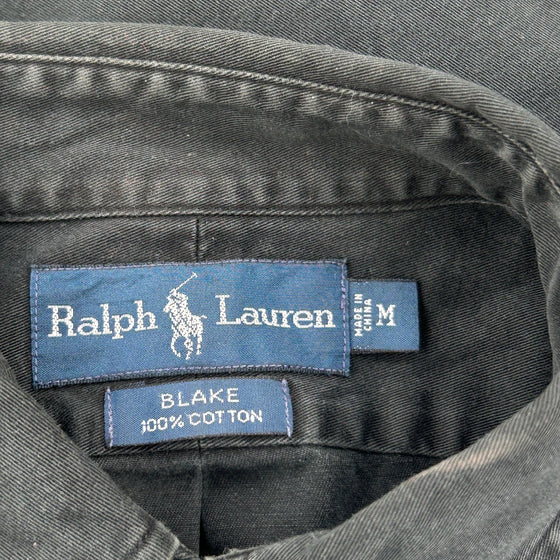 Ralph Lauren
MADE IN
CHINA
M
BLAKE
100% COTTON